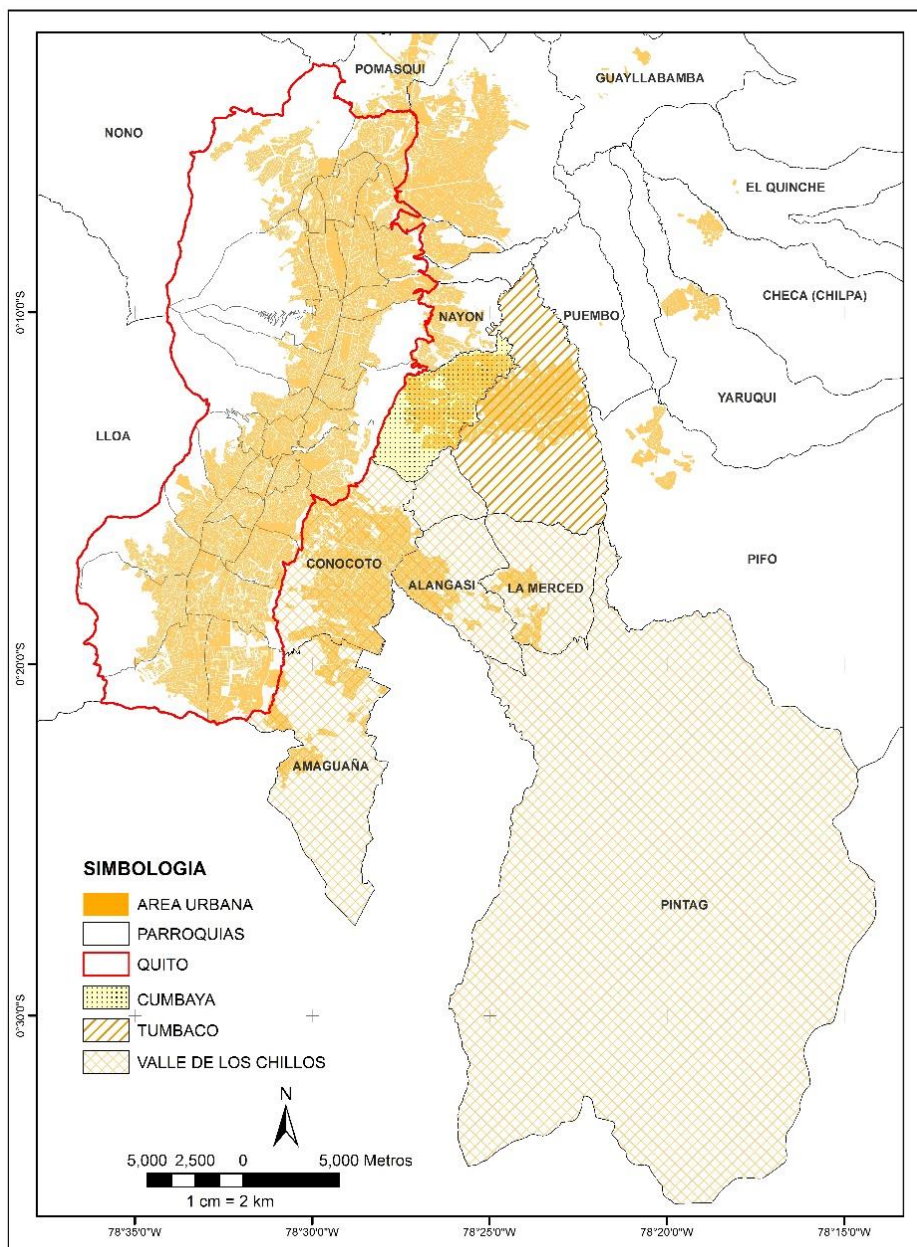 POMASQUI
GUAYLLABAMBA
NONO
EL QUINCHE
CHECA (CHILPA)
0°10'0"S
NAYON
PUEMBO
YARUQUI
LLOA
PIFO
CONOCOTO
ALANGASI
LA MERCED
0°20'0"S
AMAGUAÑA
PINTAG
SIMBOLOGIA
AREA URBANA
PARROQUIAS
QUITO
CUMBAYA
TUMBACO
VALLE DE LOS CHILLOS
0°30'0"S
N
5,000 2,500 0 5,000 Metros
1 cm = 2 km
78°35'0"W 78°30'0"W 78°25'0"W 78°20'0"W 78°15'0"W